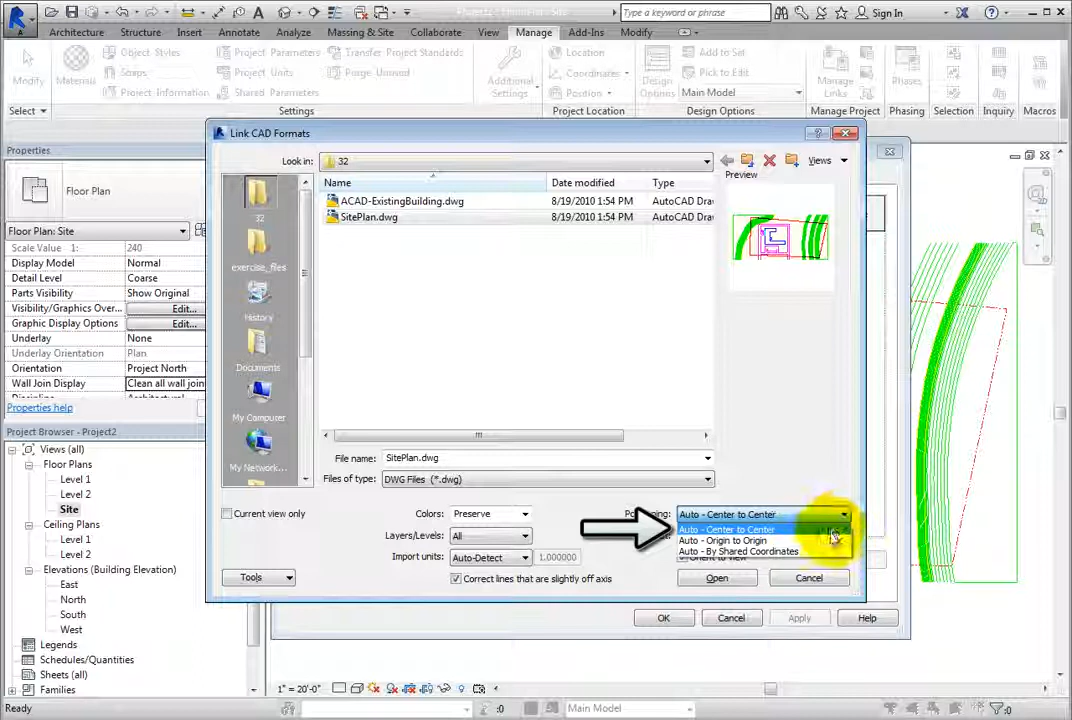 Type a keyword or phrase
Sign In
Architecture Structure Insert Annotate Analyze Massing & Site Collaborate View Manage Add-Ins Modify
Modify
Materials
Object Styles
Snaps
Project Information
Project Parameters
Project Units
Shared Parameters
Transfer Project Standards
Purge Unused
Additional
Settings
Location
Coordinates
Position
Design
Options
Add to Set
Pick to Edit
Main Model
Manage
Links
Phases
Select
Settings
Project Location
Design Options
Manage Project
Phasing
Selection
Inquiry
Macros
Properties
Floor Plan
Floor Plan: Site
Scale Value 1: 240
Display Model Normal
Detail Level Coarse
Parts Visibility Show Original
Visibility/Graphics Over... Edit...
Graphic Display Options Edit...
Underlay None
Underlay Orientation Plan
Orientation Project North
Wall Join Display Clean all wall join
Properties help
Project Browser - Project2
Views (all)
Floor Plans
Level 1
Level 2
Site
Ceiling Plans
Level 1
Level 2
Elevations (Building Elevation)
East
North
South
West
Legends
Schedules/Quantities
Sheets (all)
Families
Link CAD Formats
Look in: 32
Views
Name Date modified Type
ACAD-ExistingBuilding.dwg 8/19/2010 1:54 PM AutoCAD Dra
SitePlan.dwg 8/19/2010 1:54 PM AutoCAD Dra
Preview
32
exercise_files
History
Documents
My Computer
My Network...
File name: SitePlan.dwg
Files of type: DWG Files (*.dwg)
Current view only
Colors: Preserve
Layers/Levels: All
Import units: Auto-Detect 1.000000
Correct lines that are slightly off axis
Auto - Center to Center
Auto - Center to Center
Auto - Origin to Origin
Auto - By Shared Coordinates
Tools
Open
Cancel
OK
Cancel
Apply
Help
1" = 20'-0"
Ready
:0
Main Model
:0